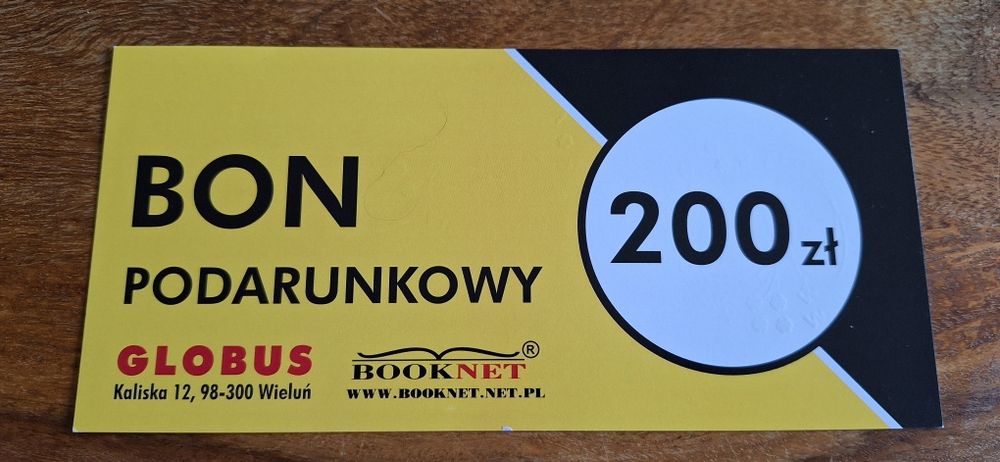 BON
PODARUNKOWY
200 zł
GLOBUS
Kaliska 12, 98-300 Wieluń
BOOKNET®
WWW.BOOKNET.NET.PL